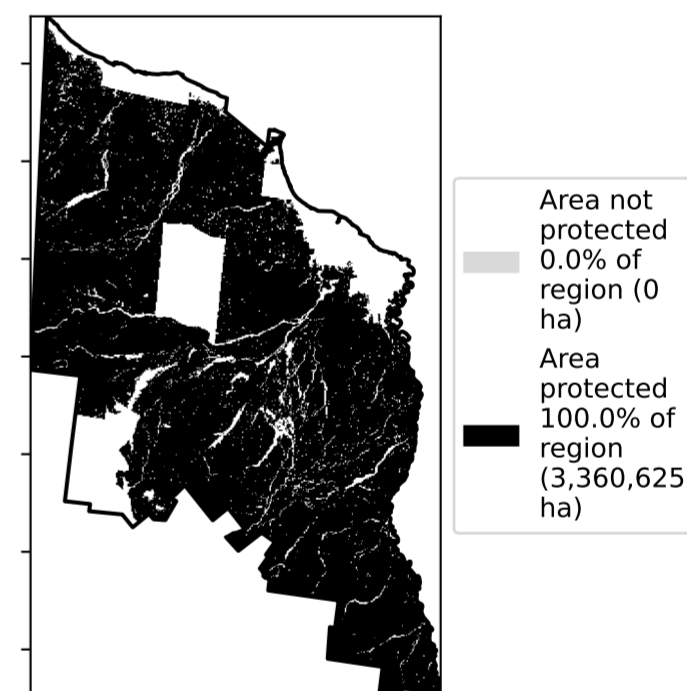 Area not
protected
0.0% of
region (0
ha)
Area
protected
100.0% of
region
(3,360,625
ha)